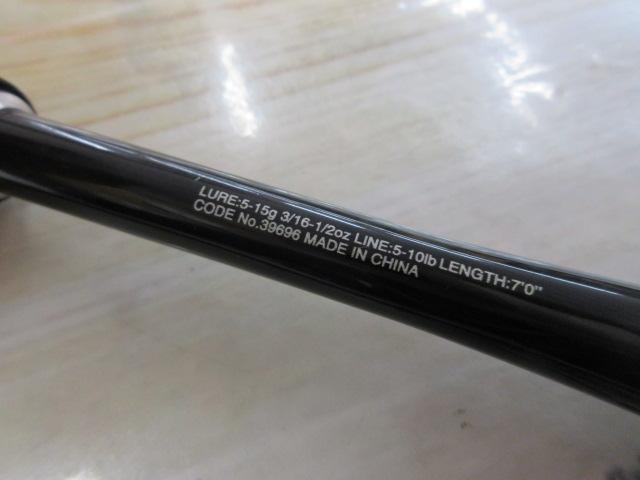 LURE:5-15g 3/16-1/2oz LINE:5-10lb LENGTH:7'0"
CODE No.39696 MADE IN CHINA